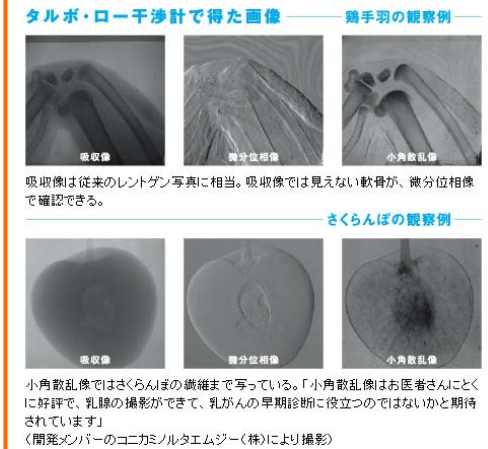 タルボ・ロー干渉計で得た画像 鶏手羽の観察例
吸収像 微分位相像 小角散乱像
吸収像は従来のレントゲン写真に相当。吸収像では見えない軟骨が、微分位相像
で確認できる。
さくらんぼの観察例
吸収像 微分位相像 小角散乱像
小角散乱像ではさくらんぼの繊維まで写っている。「小角散乱像はお医者さんにとく
に好評で、乳腺の撮影ができて、乳がんの早期診断に役立つのではないかと期待
されています」
（開発メンバーのコニカミノルタエムジー（株）により撮影）